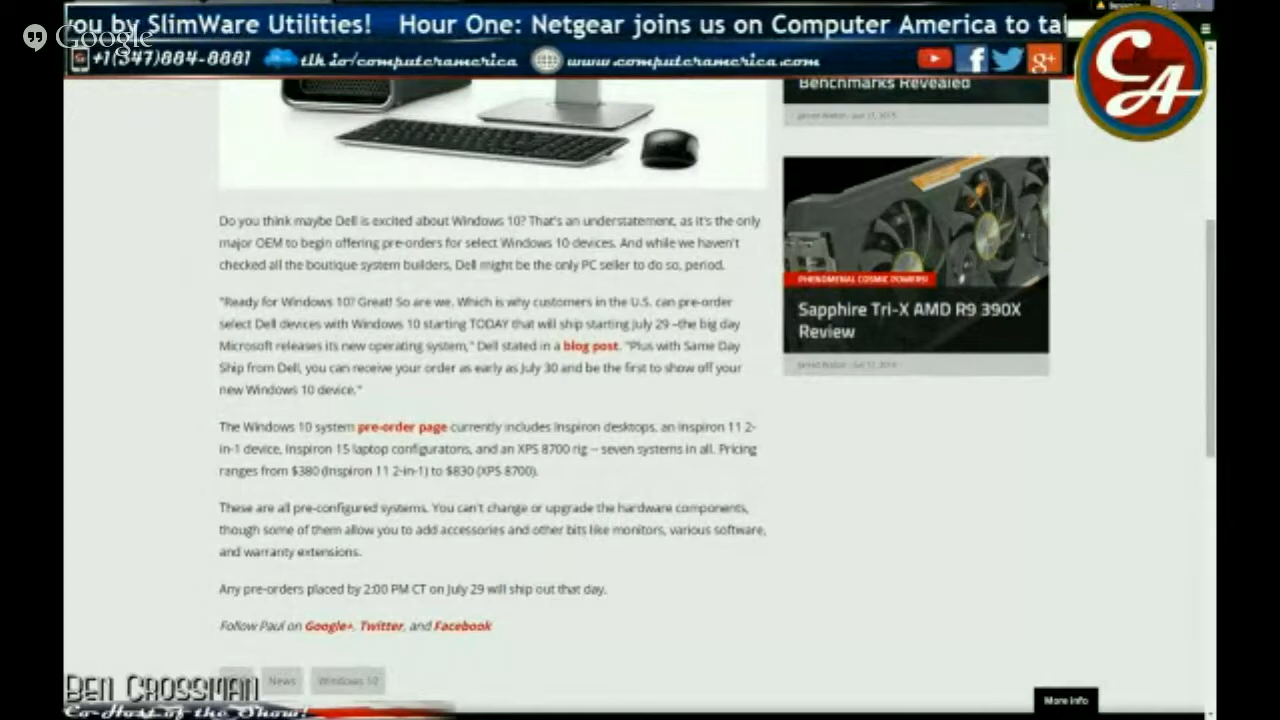 you by SlimWare Utilities! Hour One: Netgear joins us on Computer America to tal
Google
+1(347)884-8881 tlk.io/computeramerica www.computeramerica.com
CA
Benchmarks Revealed
Do you think maybe Dell is excited about Windows 10? That's an understatement, as it's the only
major OEM to begin offering pre-orders for select Windows 10 devices. And while we haven't
checked all the boutique system builders, Dell might be the only PC seller to do so, period.
"Ready for Windows 10? Great! So are we. Which is why customers in the U.S. can pre-order
select Dell devices with Windows 10 starting TODAY that will ship starting July 29 –the big day
Microsoft releases its new operating system," Dell stated in a blog post. "Plus with Same Day
Ship from Dell, you can receive your order as early as July 30 and be the first to show off your
new Windows 10 device."
The Windows 10 system pre-order page currently includes Inspiron desktops, an Inspiron 11 2-
in-1 device, Inspiron 15 laptop configuratons, and an XPS 8700 rig -- seven systems in all. Pricing
ranges from $380 (Inspiron 11 2-in-1) to $830 (XPS 8700).
These are all pre-configured systems. You can't change or upgrade the hardware components,
though some of them allow you to add accessories and other bits like monitors, various software,
and warranty extensions.
Any pre-orders placed by 2:00 PM CT on July 29 will ship out that day.
Follow Paul on Google+, Twitter, and Facebook
News Windows 10
PHENOMENAL COSMIC POWERS!
Sapphire Tri-X AMD R9 390X
Review
More info
BEN CROSSMAN
Co-Host of the Show!